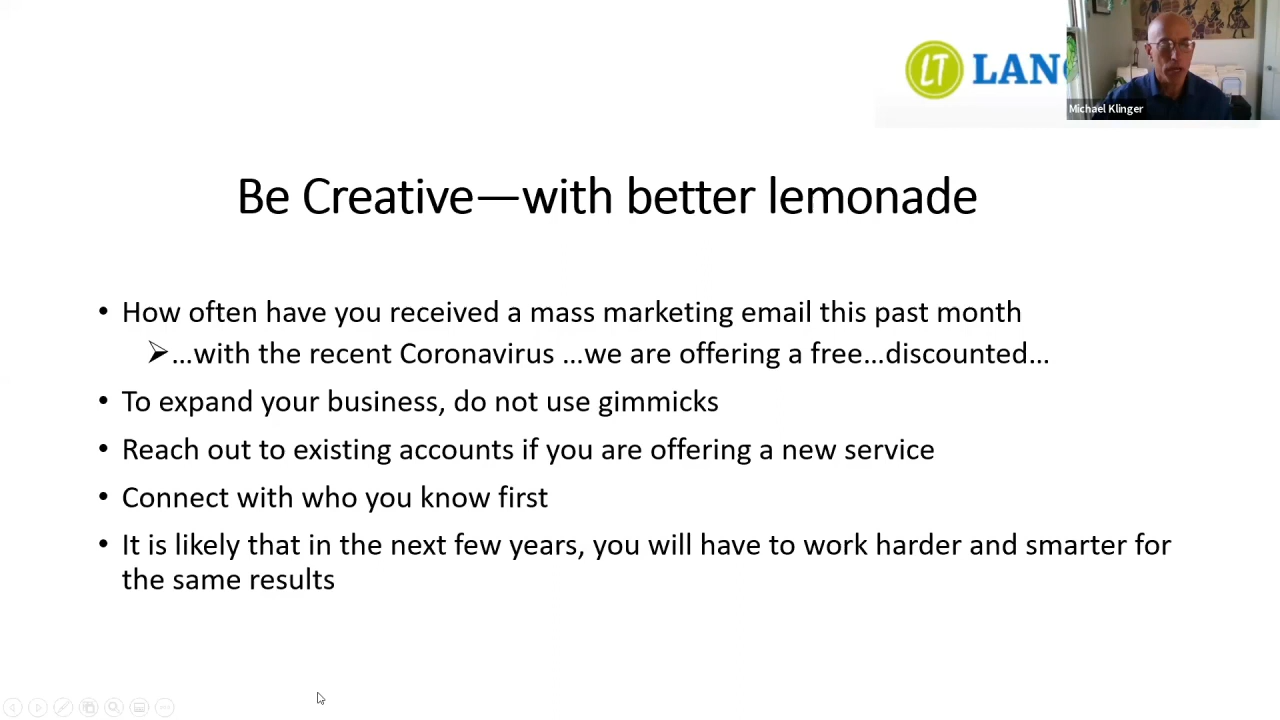 LT LAN
Michael Klinger
Be Creative—with better lemonade
• How often have you received a mass marketing email this past month
➢ …with the recent Coronavirus …we are offering a free…discounted…
• To expand your business, do not use gimmicks
• Reach out to existing accounts if you are offering a new service
• Connect with who you know first
• It is likely that in the next few years, you will have to work harder and smarter for
the same results